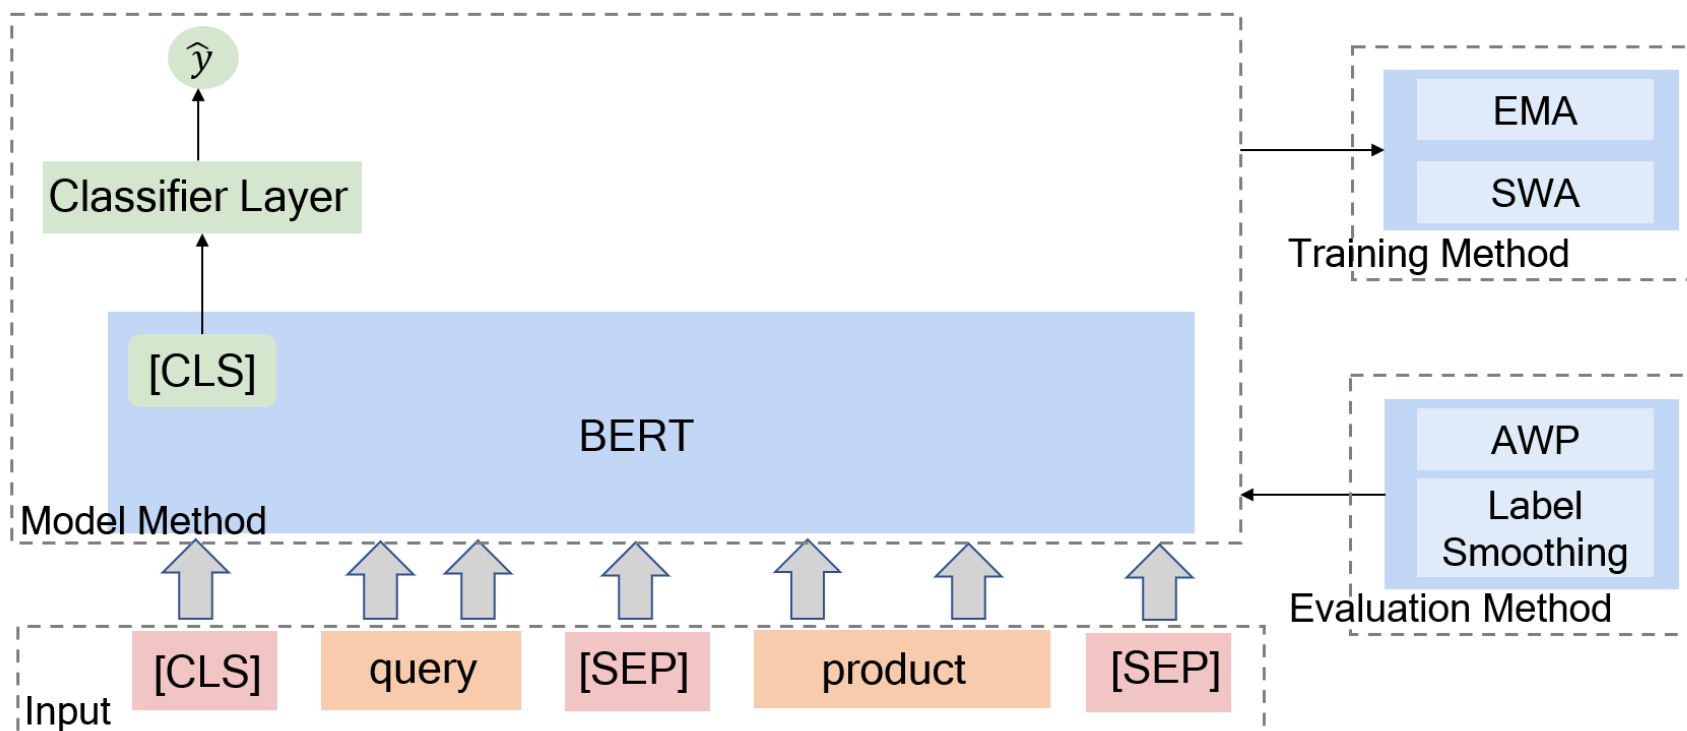 ŷ
Classifier Layer
[CLS]
BERT
Model Method
[CLS]
query
[SEP]
product
[SEP]
Input
EMA
SWA
Training Method
AWP
Label
Smoothing
Evaluation Method